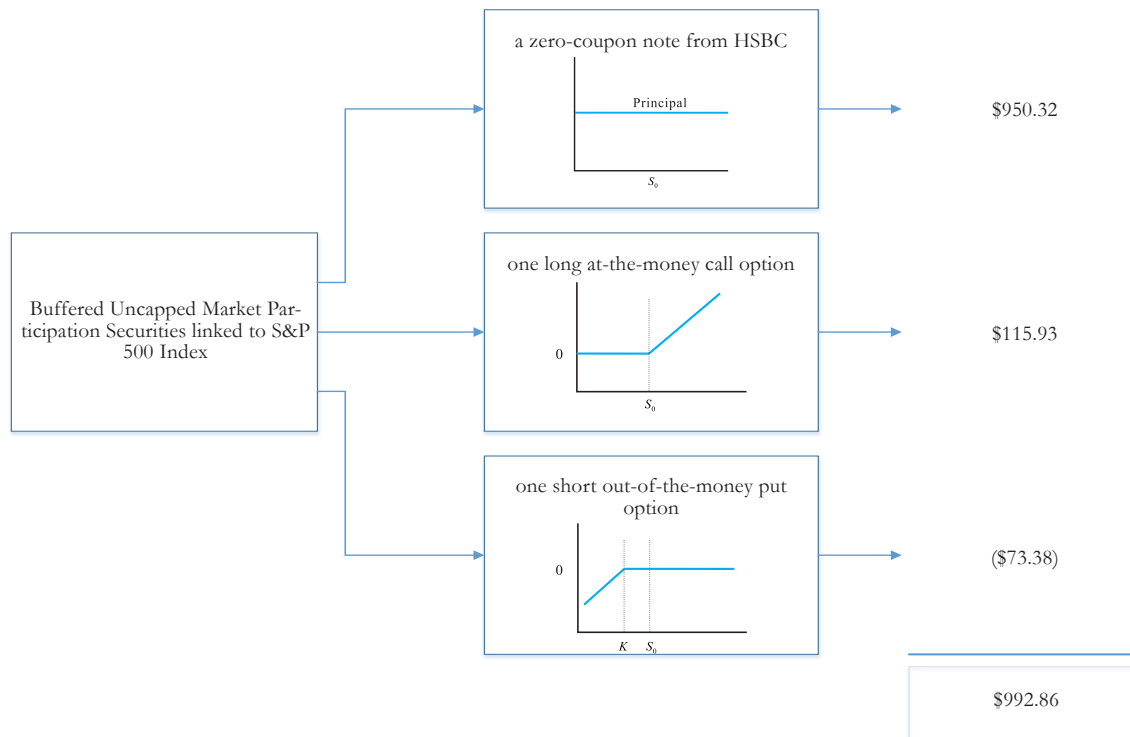 a zero-coupon note from HSBC
Principal
S₀
$950.32
Buffered Uncapped Market Par-
ticipation Securities linked to S&P
500 Index
one long at-the-money call option
0
S₀
$115.93
one short out-of-the-money put
option
0
K S₀
($73.38)
$992.86